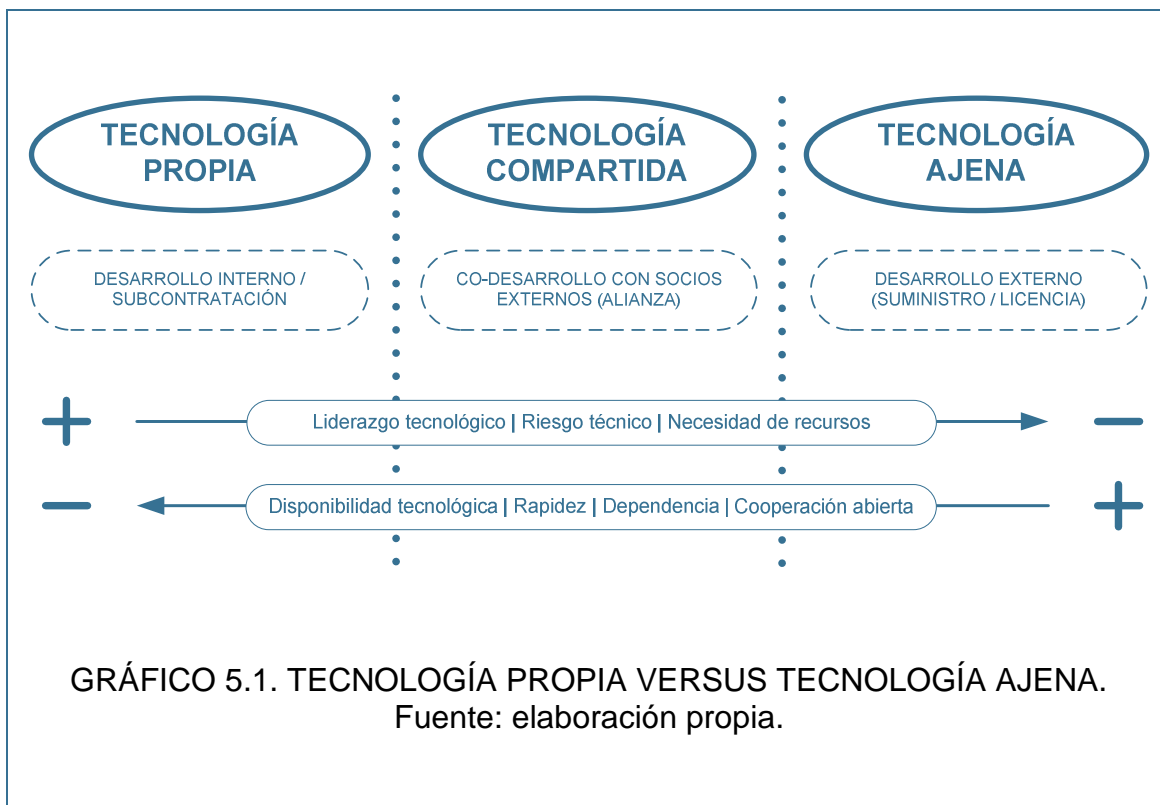 TECNOLOGÍA
PROPIA
TECNOLOGÍA
COMPARTIDA
TECNOLOGÍA
AJENA
DESARROLLO INTERNO /
SUBCONTRATACIÓN
CO-DESARROLLO CON SOCIOS
EXTERNOS (ALIANZA)
DESARROLLO EXTERNO
(SUMINISTRO / LICENCIA)
+ Liderazgo tecnológico | Riesgo técnico | Necesidad de recursos −
− Disponibilidad tecnológica | Rapidez | Dependencia | Cooperación abierta +
GRÁFICO 5.1. TECNOLOGÍA PROPIA VERSUS TECNOLOGÍA AJENA.
Fuente: elaboración propia.